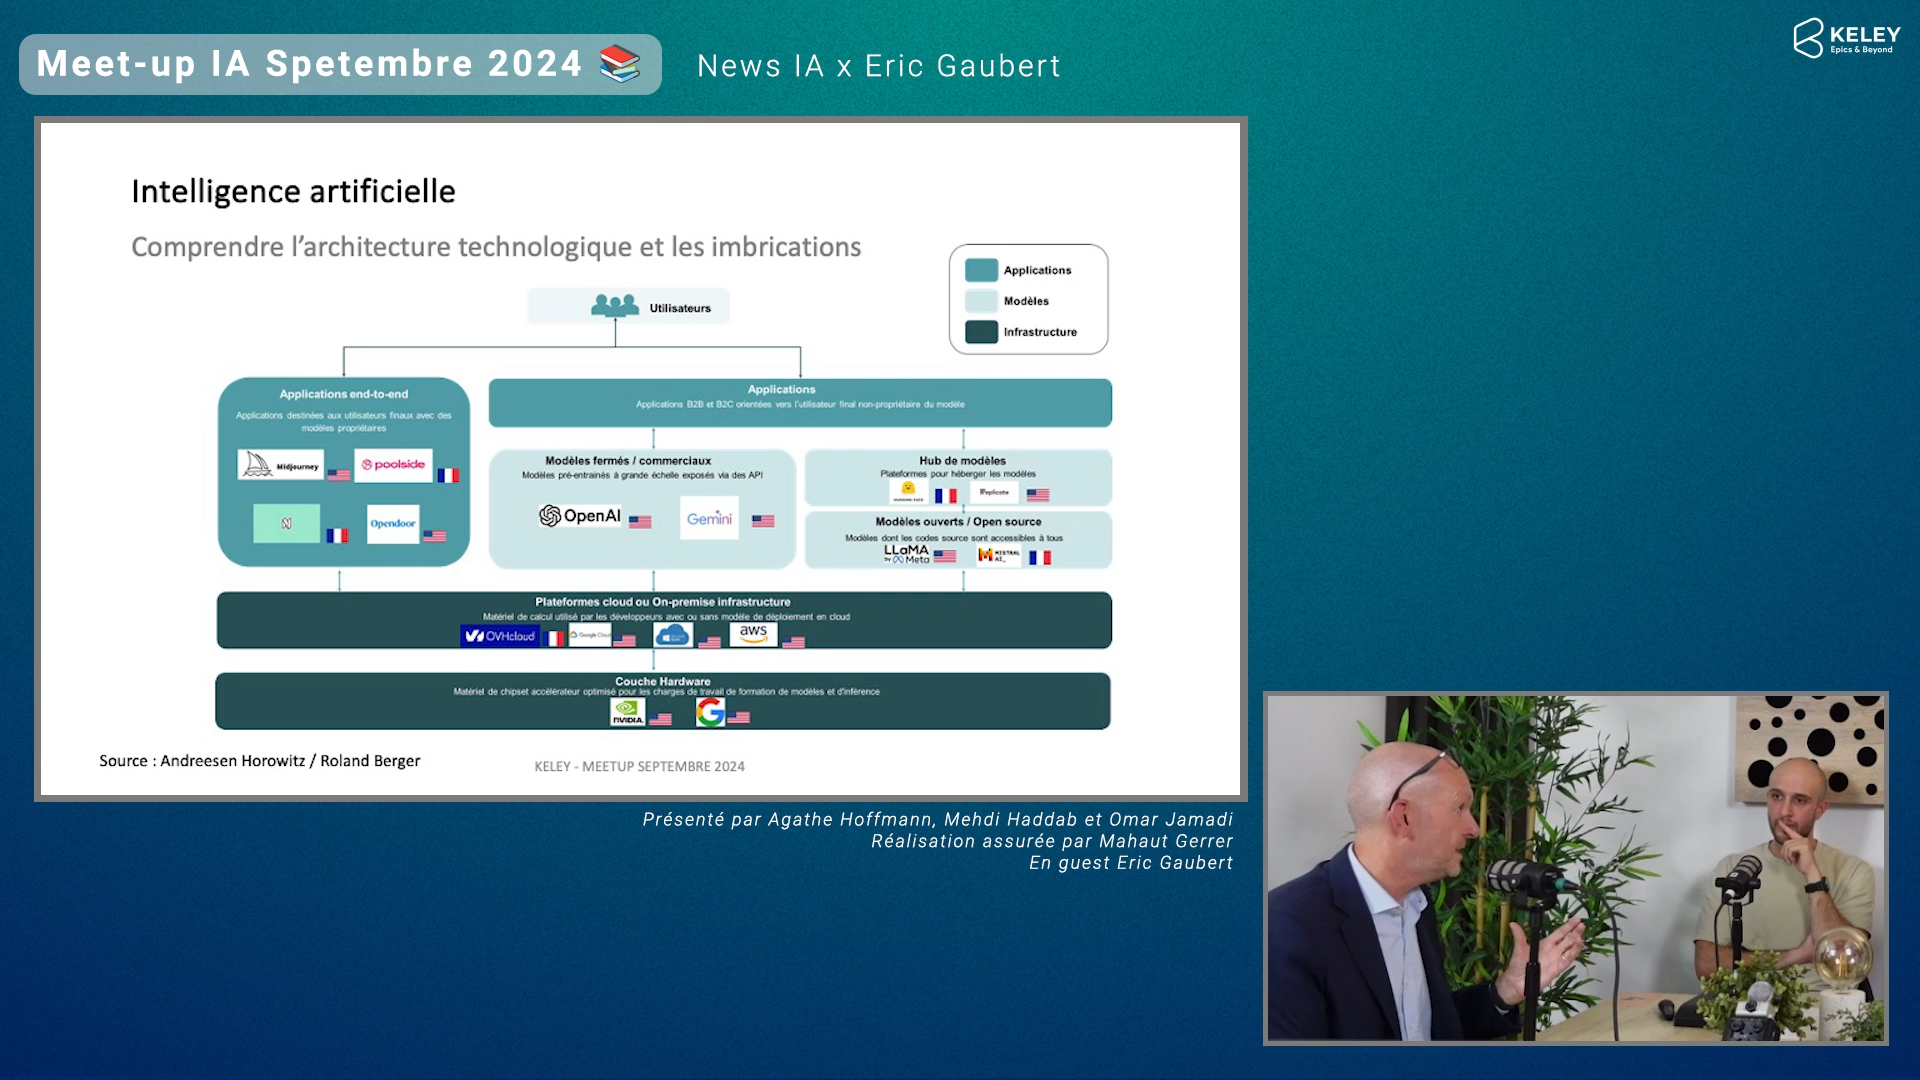 Meet-up IA Spetembre 2024
News IA x Eric Gaubert
KELEY
Epics & Beyond
Intelligence artificielle
Comprendre l'architecture technologique et les imbrications
Applications
Modèles
Infrastructure
Utilisateurs
Applications end-to-end
Applications destinées aux utilisateurs finaux avec des
modèles propriétaires
Midjourney
poolside
Opendoor
Applications
Applications B2B et B2C orientées vers l'utilisateur final non-propriétaire du modèle
Modèles fermés / commerciaux
Modèles pré-entrainés à grande échelle exposés via des API
OpenAI
Gemini
Hub de modèles
Plateformes pour héberger les modèles
HUGGING FACE
Replicate
Modèles ouverts / Open source
Modèles dont les codes source sont accessibles à tous
LLaMA
by Meta
MISTRAL
AI_
Plateformes cloud ou On-premise infrastructure
Matériel de calcul utilisé par les développeurs avec ou sans modèle de déploiement en cloud
OVHcloud
Google Cloud
aws
Couche Hardware
Matériel de chipset accélérateur optimisé pour les charges de travail de formation de modèles et d'inférence
NVIDIA
Source : Andreesen Horowitz / Roland Berger
KELEY - MEETUP SEPTEMBRE 2024
Présenté par Agathe Hoffmann, Mehdi Haddab et Omar Jamadi
Réalisation assurée par Mahaut Gerrer
En guest Eric Gaubert